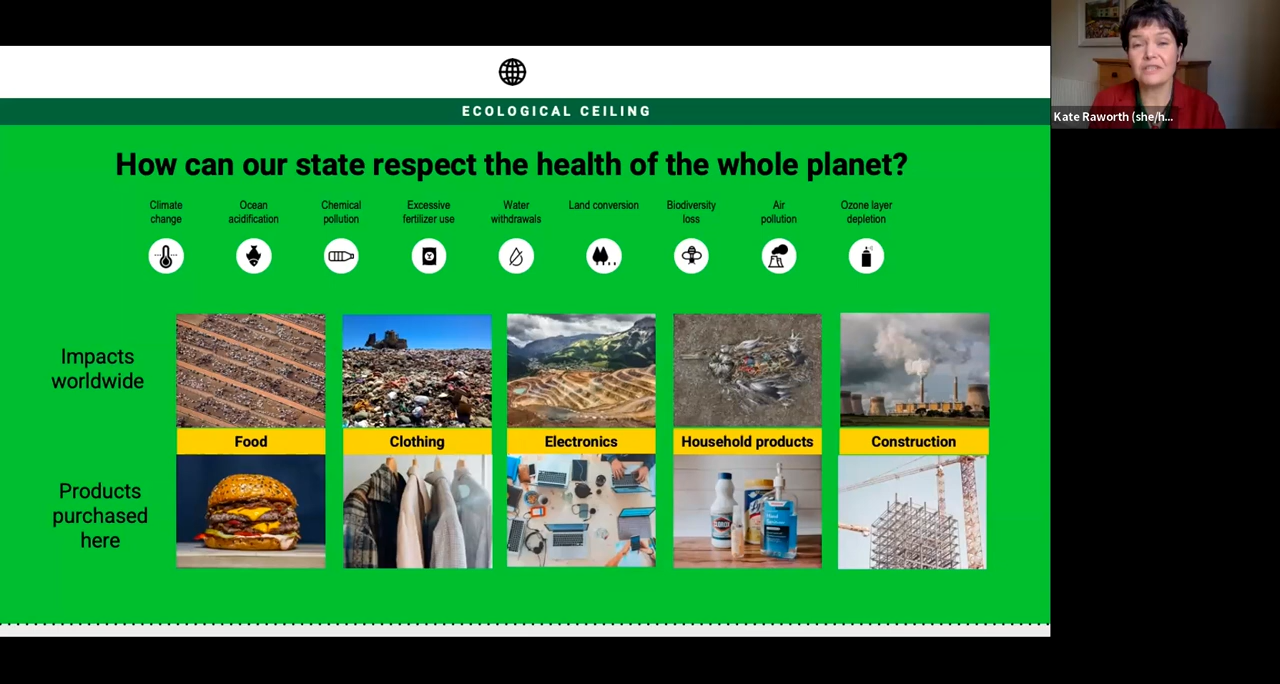 ECOLOGICAL CEILING
How can our state respect the health of the whole planet?
Climate
change
Ocean
acidification
Chemical
pollution
Excessive
fertilizer use
Water
withdrawals
Land conversion
Biodiversity
loss
Air
pollution
Ozone layer
depletion
Impacts
worldwide
Food
Clothing
Electronics
Household products
Construction
Products
purchased
here
CLOROX
Kate Raworth (she/h...